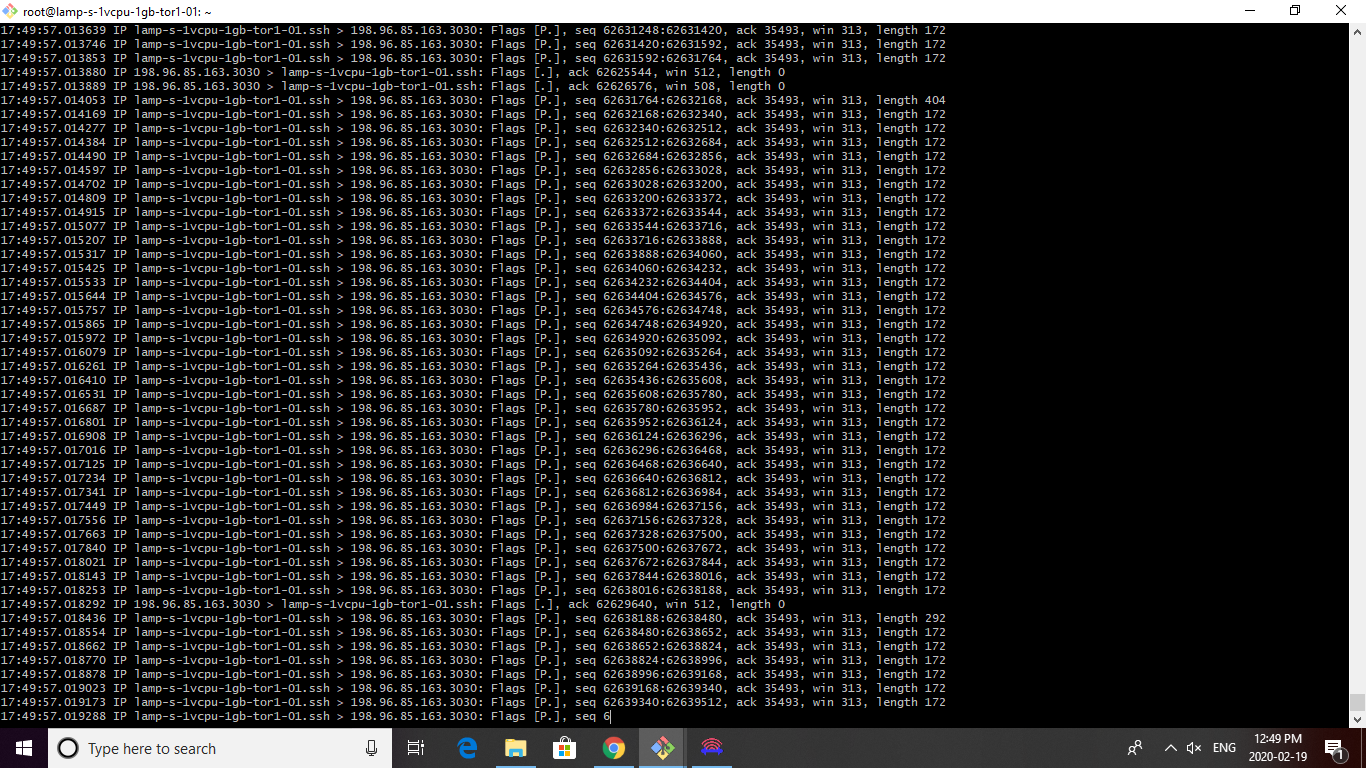 root@lamp-s-1vcpu-1gb-tor1-01: ~
17:49:57.013639 IP lamp-s-1vcpu-1gb-tor1-01.ssh > 198.96.85.163.3030: Flags [P.], seq 62631248:62631420, ack 35493, win 313, length 172
17:49:57.013746 IP lamp-s-1vcpu-1gb-tor1-01.ssh > 198.96.85.163.3030: Flags [P.], seq 62631420:62631592, ack 35493, win 313, length 172
17:49:57.013853 IP lamp-s-1vcpu-1gb-tor1-01.ssh > 198.96.85.163.3030: Flags [P.], seq 62631592:62631764, ack 35493, win 313, length 172
17:49:57.013880 IP 198.96.85.163.3030 > lamp-s-1vcpu-1gb-tor1-01.ssh: Flags [.], ack 62625544, win 512, length 0
17:49:57.013889 IP 198.96.85.163.3030 > lamp-s-1vcpu-1gb-tor1-01.ssh: Flags [.], ack 62626576, win 508, length 0
17:49:57.014053 IP lamp-s-1vcpu-1gb-tor1-01.ssh > 198.96.85.163.3030: Flags [P.], seq 62631764:62632168, ack 35493, win 313, length 404
17:49:57.014169 IP lamp-s-1vcpu-1gb-tor1-01.ssh > 198.96.85.163.3030: Flags [P.], seq 62632168:62632340, ack 35493, win 313, length 172
17:49:57.014277 IP lamp-s-1vcpu-1gb-tor1-01.ssh > 198.96.85.163.3030: Flags [P.], seq 62632340:62632512, ack 35493, win 313, length 172
17:49:57.014384 IP lamp-s-1vcpu-1gb-tor1-01.ssh > 198.96.85.163.3030: Flags [P.], seq 62632512:62632684, ack 35493, win 313, length 172
17:49:57.014490 IP lamp-s-1vcpu-1gb-tor1-01.ssh > 198.96.85.163.3030: Flags [P.], seq 62632684:62632856, ack 35493, win 313, length 172
17:49:57.014597 IP lamp-s-1vcpu-1gb-tor1-01.ssh > 198.96.85.163.3030: Flags [P.], seq 62632856:62633028, ack 35493, win 313, length 172
17:49:57.014702 IP lamp-s-1vcpu-1gb-tor1-01.ssh > 198.96.85.163.3030: Flags [P.], seq 62633028:62633200, ack 35493, win 313, length 172
17:49:57.014809 IP lamp-s-1vcpu-1gb-tor1-01.ssh > 198.96.85.163.3030: Flags [P.], seq 62633200:62633372, ack 35493, win 313, length 172
17:49:57.014915 IP lamp-s-1vcpu-1gb-tor1-01.ssh > 198.96.85.163.3030: Flags [P.], seq 62633372:62633544, ack 35493, win 313, length 172
17:49:57.015077 IP lamp-s-1vcpu-1gb-tor1-01.ssh > 198.96.85.163.3030: Flags [P.], seq 62633544:62633716, ack 35493, win 313, length 172
17:49:57.015207 IP lamp-s-1vcpu-1gb-tor1-01.ssh > 198.96.85.163.3030: Flags [P.], seq 62633716:62633888, ack 35493, win 313, length 172
17:49:57.015317 IP lamp-s-1vcpu-1gb-tor1-01.ssh > 198.96.85.163.3030: Flags [P.], seq 62633888:62634060, ack 35493, win 313, length 172
17:49:57.015425 IP lamp-s-1vcpu-1gb-tor1-01.ssh > 198.96.85.163.3030: Flags [P.], seq 62634060:62634232, ack 35493, win 313, length 172
17:49:57.015533 IP lamp-s-1vcpu-1gb-tor1-01.ssh > 198.96.85.163.3030: Flags [P.], seq 62634232:62634404, ack 35493, win 313, length 172
17:49:57.015644 IP lamp-s-1vcpu-1gb-tor1-01.ssh > 198.96.85.163.3030: Flags [P.], seq 62634404:62634576, ack 35493, win 313, length 172
17:49:57.015757 IP lamp-s-1vcpu-1gb-tor1-01.ssh > 198.96.85.163.3030: Flags [P.], seq 62634576:62634748, ack 35493, win 313, length 172
17:49:57.015865 IP lamp-s-1vcpu-1gb-tor1-01.ssh > 198.96.85.163.3030: Flags [P.], seq 62634748:62634920, ack 35493, win 313, length 172
17:49:57.015972 IP lamp-s-1vcpu-1gb-tor1-01.ssh > 198.96.85.163.3030: Flags [P.], seq 62634920:62635092, ack 35493, win 313, length 172
17:49:57.016079 IP lamp-s-1vcpu-1gb-tor1-01.ssh > 198.96.85.163.3030: Flags [P.], seq 62635092:62635264, ack 35493, win 313, length 172
17:49:57.016261 IP lamp-s-1vcpu-1gb-tor1-01.ssh > 198.96.85.163.3030: Flags [P.], seq 62635264:62635436, ack 35493, win 313, length 172
17:49:57.016410 IP lamp-s-1vcpu-1gb-tor1-01.ssh > 198.96.85.163.3030: Flags [P.], seq 62635436:62635608, ack 35493, win 313, length 172
17:49:57.016531 IP lamp-s-1vcpu-1gb-tor1-01.ssh > 198.96.85.163.3030: Flags [P.], seq 62635608:62635780, ack 35493, win 313, length 172
17:49:57.016687 IP lamp-s-1vcpu-1gb-tor1-01.ssh > 198.96.85.163.3030: Flags [P.], seq 62635780:62635952, ack 35493, win 313, length 172
17:49:57.016801 IP lamp-s-1vcpu-1gb-tor1-01.ssh > 198.96.85.163.3030: Flags [P.], seq 62635952:62636124, ack 35493, win 313, length 172
17:49:57.016908 IP lamp-s-1vcpu-1gb-tor1-01.ssh > 198.96.85.163.3030: Flags [P.], seq 62636124:62636296, ack 35493, win 313, length 172
17:49:57.017016 IP lamp-s-1vcpu-1gb-tor1-01.ssh > 198.96.85.163.3030: Flags [P.], seq 62636296:62636468, ack 35493, win 313, length 172
17:49:57.017125 IP lamp-s-1vcpu-1gb-tor1-01.ssh > 198.96.85.163.3030: Flags [P.], seq 62636468:62636640, ack 35493, win 313, length 172
17:49:57.017234 IP lamp-s-1vcpu-1gb-tor1-01.ssh > 198.96.85.163.3030: Flags [P.], seq 62636640:62636812, ack 35493, win 313, length 172
17:49:57.017341 IP lamp-s-1vcpu-1gb-tor1-01.ssh > 198.96.85.163.3030: Flags [P.], seq 62636812:62636984, ack 35493, win 313, length 172
17:49:57.017449 IP lamp-s-1vcpu-1gb-tor1-01.ssh > 198.96.85.163.3030: Flags [P.], seq 62636984:62637156, ack 35493, win 313, length 172
17:49:57.017556 IP lamp-s-1vcpu-1gb-tor1-01.ssh > 198.96.85.163.3030: Flags [P.], seq 62637156:62637328, ack 35493, win 313, length 172
17:49:57.017663 IP lamp-s-1vcpu-1gb-tor1-01.ssh > 198.96.85.163.3030: Flags [P.], seq 62637328:62637500, ack 35493, win 313, length 172
17:49:57.017840 IP lamp-s-1vcpu-1gb-tor1-01.ssh > 198.96.85.163.3030: Flags [P.], seq 62637500:62637672, ack 35493, win 313, length 172
17:49:57.018021 IP lamp-s-1vcpu-1gb-tor1-01.ssh > 198.96.85.163.3030: Flags [P.], seq 62637672:62637844, ack 35493, win 313, length 172
17:49:57.018143 IP lamp-s-1vcpu-1gb-tor1-01.ssh > 198.96.85.163.3030: Flags [P.], seq 62637844:62638016, ack 35493, win 313, length 172
17:49:57.018253 IP lamp-s-1vcpu-1gb-tor1-01.ssh > 198.96.85.163.3030: Flags [P.], seq 62638016:62638188, ack 35493, win 313, length 172
17:49:57.018292 IP 198.96.85.163.3030 > lamp-s-1vcpu-1gb-tor1-01.ssh: Flags [.], ack 62629640, win 512, length 0
17:49:57.018436 IP lamp-s-1vcpu-1gb-tor1-01.ssh > 198.96.85.163.3030: Flags [P.], seq 62638188:62638480, ack 35493, win 313, length 292
17:49:57.018554 IP lamp-s-1vcpu-1gb-tor1-01.ssh > 198.96.85.163.3030: Flags [P.], seq 62638480:62638652, ack 35493, win 313, length 172
17:49:57.018662 IP lamp-s-1vcpu-1gb-tor1-01.ssh > 198.96.85.163.3030: Flags [P.], seq 62638652:62638824, ack 35493, win 313, length 172
17:49:57.018770 IP lamp-s-1vcpu-1gb-tor1-01.ssh > 198.96.85.163.3030: Flags [P.], seq 62638824:62638996, ack 35493, win 313, length 172
17:49:57.018878 IP lamp-s-1vcpu-1gb-tor1-01.ssh > 198.96.85.163.3030: Flags [P.], seq 62638996:62639168, ack 35493, win 313, length 172
17:49:57.019023 IP lamp-s-1vcpu-1gb-tor1-01.ssh > 198.96.85.163.3030: Flags [P.], seq 62639168:62639340, ack 35493, win 313, length 172
17:49:57.019173 IP lamp-s-1vcpu-1gb-tor1-01.ssh > 198.96.85.163.3030: Flags [P.], seq 62639340:62639512, ack 35493, win 313, length 172
17:49:57.019288 IP lamp-s-1vcpu-1gb-tor1-01.ssh > 198.96.85.163.3030: Flags [P.], seq 6
Type here to search
ENG
12:49 PM
2020-02-19
1